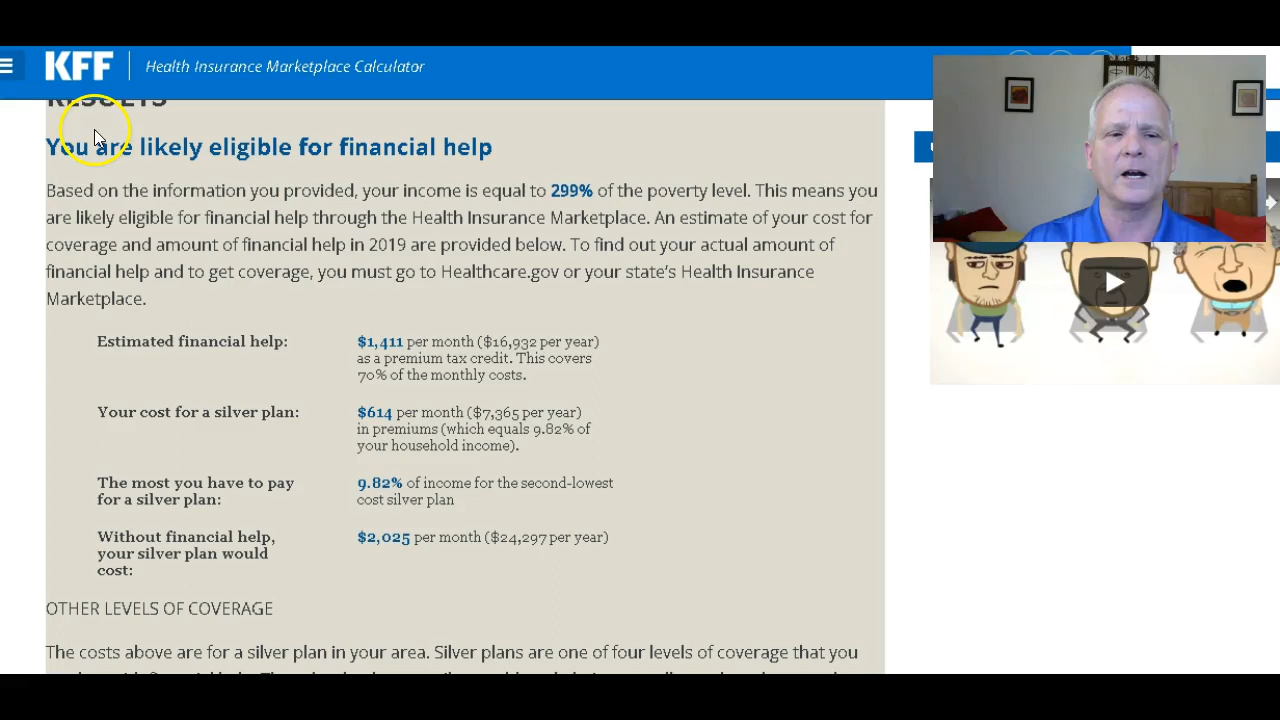 KFF
Health Insurance Marketplace Calculator
RESULTS
You are likely eligible for financial help
Based on the information you provided, your income is equal to 299% of the poverty level. This means you
are likely eligible for financial help through the Health Insurance Marketplace. An estimate of your cost for
coverage and amount of financial help in 2019 are provided below. To find out your actual amount of
financial help and to get coverage, you must go to Healthcare.gov or your state's Health Insurance
Marketplace.
Estimated financial help:
$1,411 per month ($16,932 per year)
as a premium tax credit. This covers
70% of the monthly costs.
Your cost for a silver plan:
$614 per month ($7,365 per year)
in premiums (which equals 9.82% of
your household income).
The most you have to pay
for a silver plan:
9.82% of income for the second-lowest
cost silver plan
Without financial help,
your silver plan would
cost:
$2,025 per month ($24,297 per year)
OTHER LEVELS OF COVERAGE
The costs above are for a silver plan in your area. Silver plans are one of four levels of coverage that you